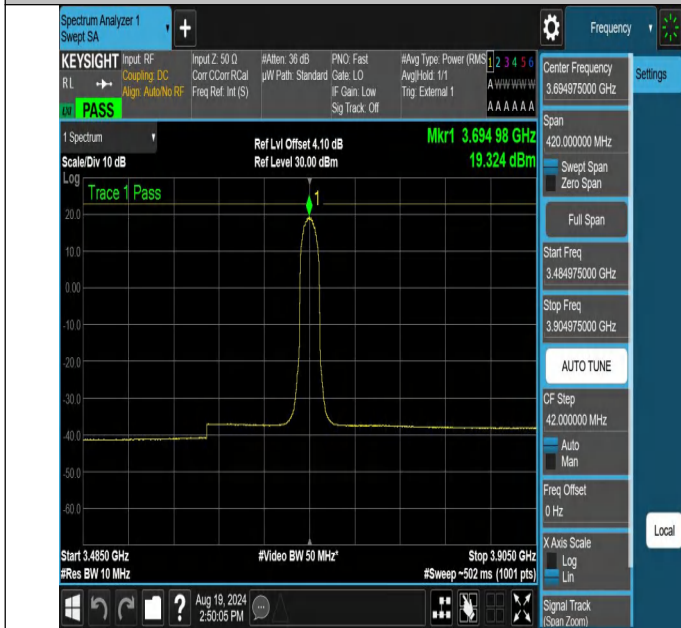 Spectrum Analyzer 1
Swept SA
+
Frequency
KEYSIGHT
RL
PASS
Input: RF
Coupling: DC
Align: Auto/No RF
Input Z: 50 Ω
Corr CCorr RCal
Freq Ref: Int (S)
#Atten: 36 dB
µW Path: Standard
PNO: Fast
Gate: LO
IF Gain: Low
Sig Track: Off
#Avg Type: Power (RMS
Avg|Hold: 1/1
Trig: External 1
1 2 3 4 5 6
A W W W W W
A A A A A A
1 Spectrum
Scale/Div 10 dB
Ref Lvl Offset 4.10 dB
Ref Level 30.00 dBm
Mkr1 3.694 98 GHz
19.324 dBm
Log
Trace 1 Pass
1
20.0
10.0
0.00
-10.0
-20.0
-30.0
-40.0
-50.0
-60.0
Start 3.4850 GHz
#Res BW 10 MHz
#Video BW 50 MHz*
Stop 3.9050 GHz
#Sweep ~502 ms (1001 pts)
?
Aug 19, 2024
2:50:05 PM
Center Frequency
3.694975000 GHz
Settings
Span
420.000000 MHz
Swept Span
Zero Span
Full Span
Start Freq
3.484975000 GHz
Stop Freq
3.904975000 GHz
AUTO TUNE
CF Step
42.000000 MHz
Auto
Man
Freq Offset
0 Hz
Local
X Axis Scale
Log
Lin
Signal Track
(Span Zoom)